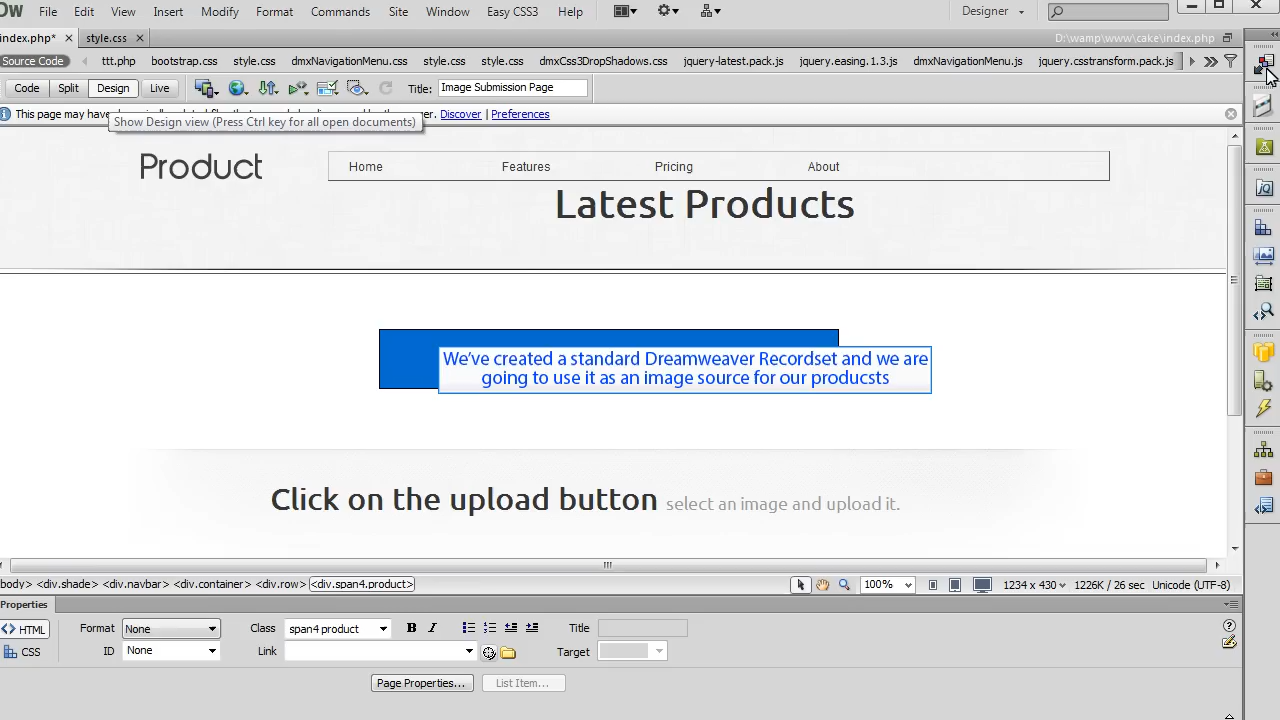 Ow File Edit View Insert Modify Format Commands Site Window Easy CSS3 Help Designer
index.php* × style.css × D:\wamp\www\cake\index.php
Source Code ttt.php bootstrap.css style.css dmxNavigationMenu.css style.css style.css dmxCss3DropShadows.css jquery-latest.pack.js jquery.easing.1.3.js dmxNavigationMenu.js jquery.csstransform.pack.js
Code Split Design Live Title: Image Submission Page
This page may have Discover | Preferences
Show Design view (Press Ctrl key for all open documents)
Product Home Features Pricing About
Latest Products
We've created a standard Dreamweaver Recordset and we are
going to use it as an image source for our producsts
Click on the upload button select an image and upload it.
body> <div.shade> <div.navbar> <div.container> <div.row> <div.span4.product> 100% 1234 x 430 1226K / 26 sec Unicode (UTF-8)
Properties
<> HTML Format None Class span4 product B I Title
CSS ID None Link Target
Page Properties... List Item...